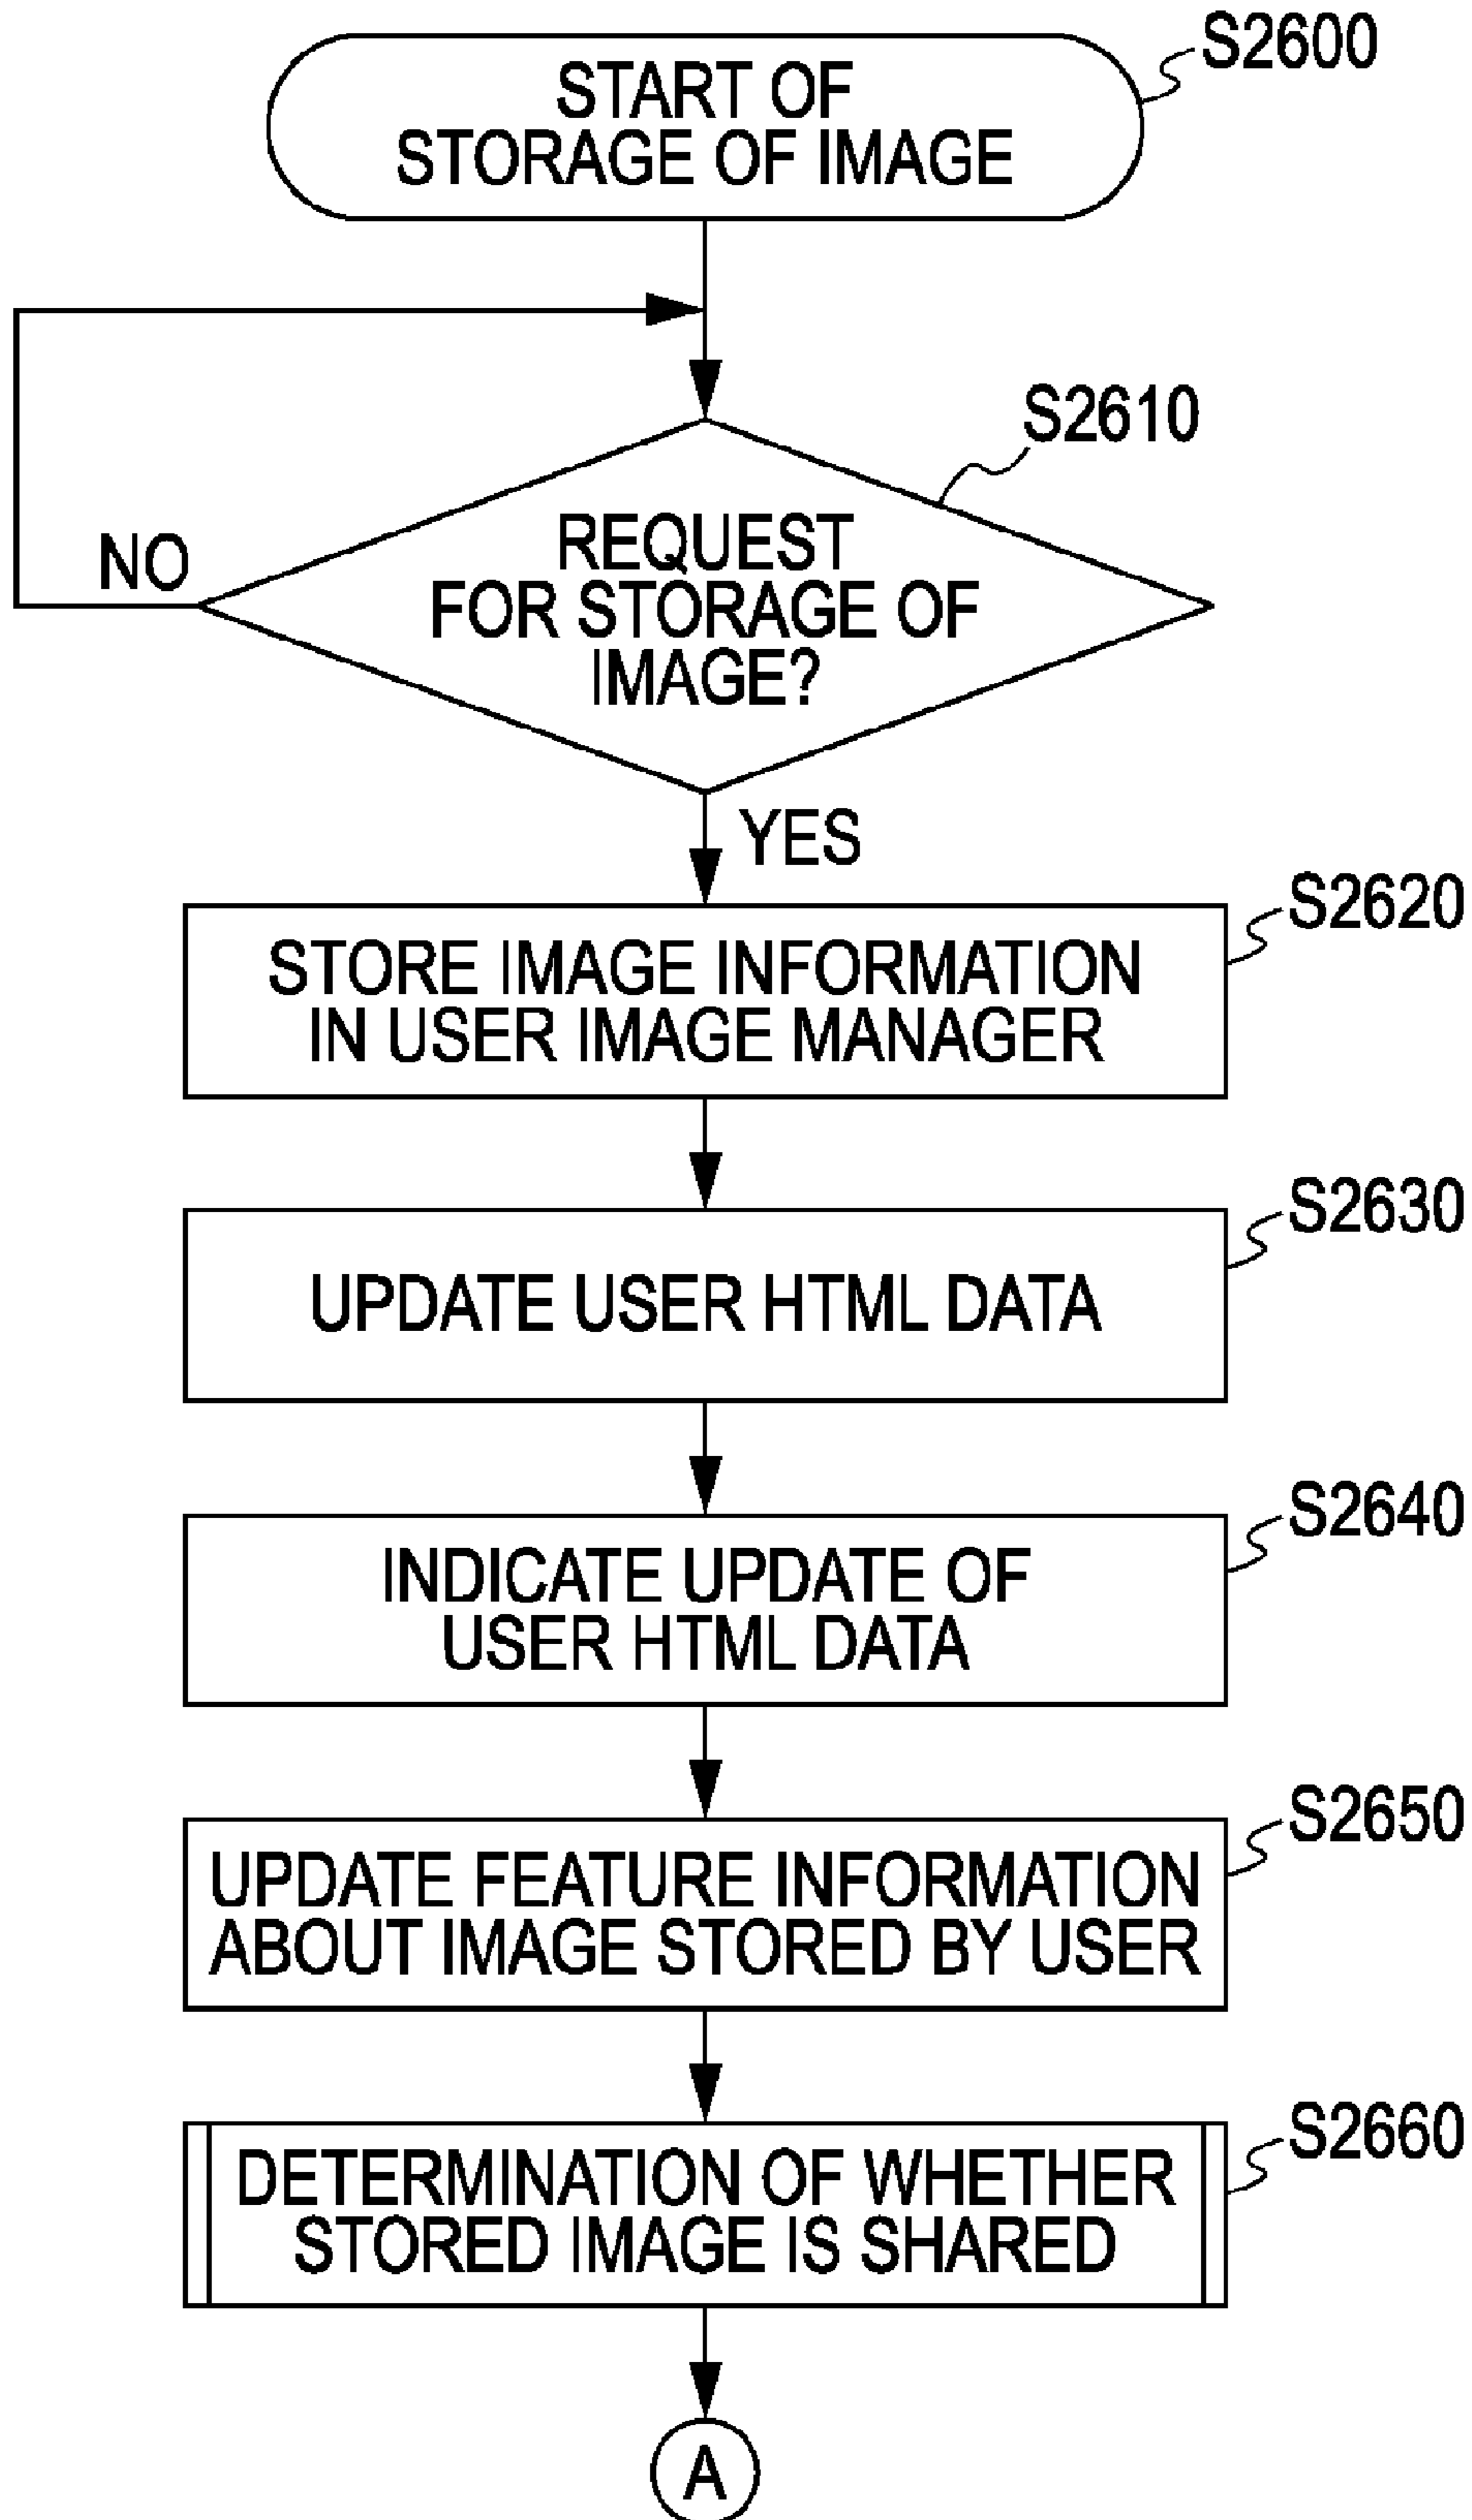 S2600
START OF
STORAGE OF IMAGE
S2610
REQUEST
FOR STORAGE OF
IMAGE?
NO
YES
S2620
STORE IMAGE INFORMATION
IN USER IMAGE MANAGER
S2630
UPDATE USER HTML DATA
S2640
INDICATE UPDATE OF
USER HTML DATA
S2650
UPDATE FEATURE INFORMATION
ABOUT IMAGE STORED BY USER
S2660
DETERMINATION OF WHETHER
STORED IMAGE IS SHARED
A